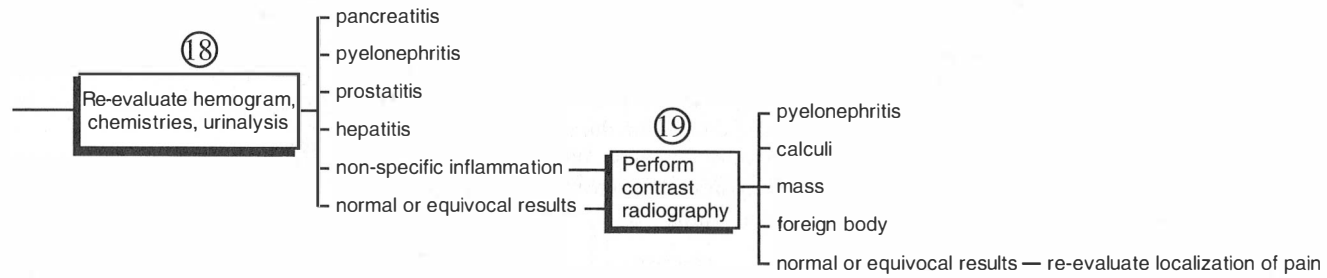 18
Re-evaluate hemogram,
chemistries, urinalysis
pancreatitis
pyelonephritis
prostatitis
hepatitis
non-specific inflammation
normal or equivocal results
19
Perform
contrast
radiography
pyelonephritis
calculi
mass
foreign body
normal or equivocal results — re-evaluate localization of pain